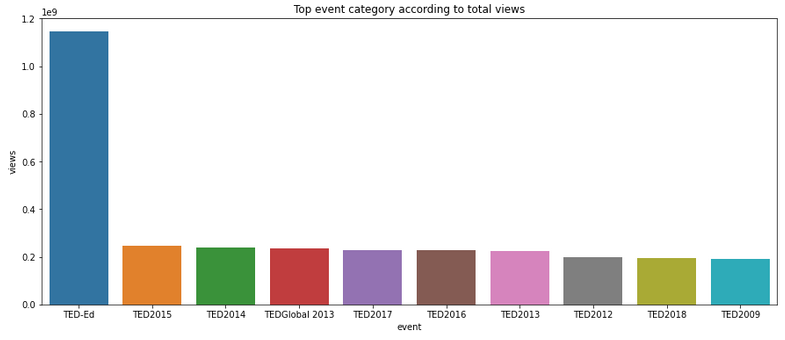 Top event category according to total views
1e9
1.2
1.0
0.8
0.6
0.4
0.2
0.0
views
TED-Ed TED2015 TED2014 TEDGlobal 2013 TED2017 TED2016 TED2013 TED2012 TED2018 TED2009
event